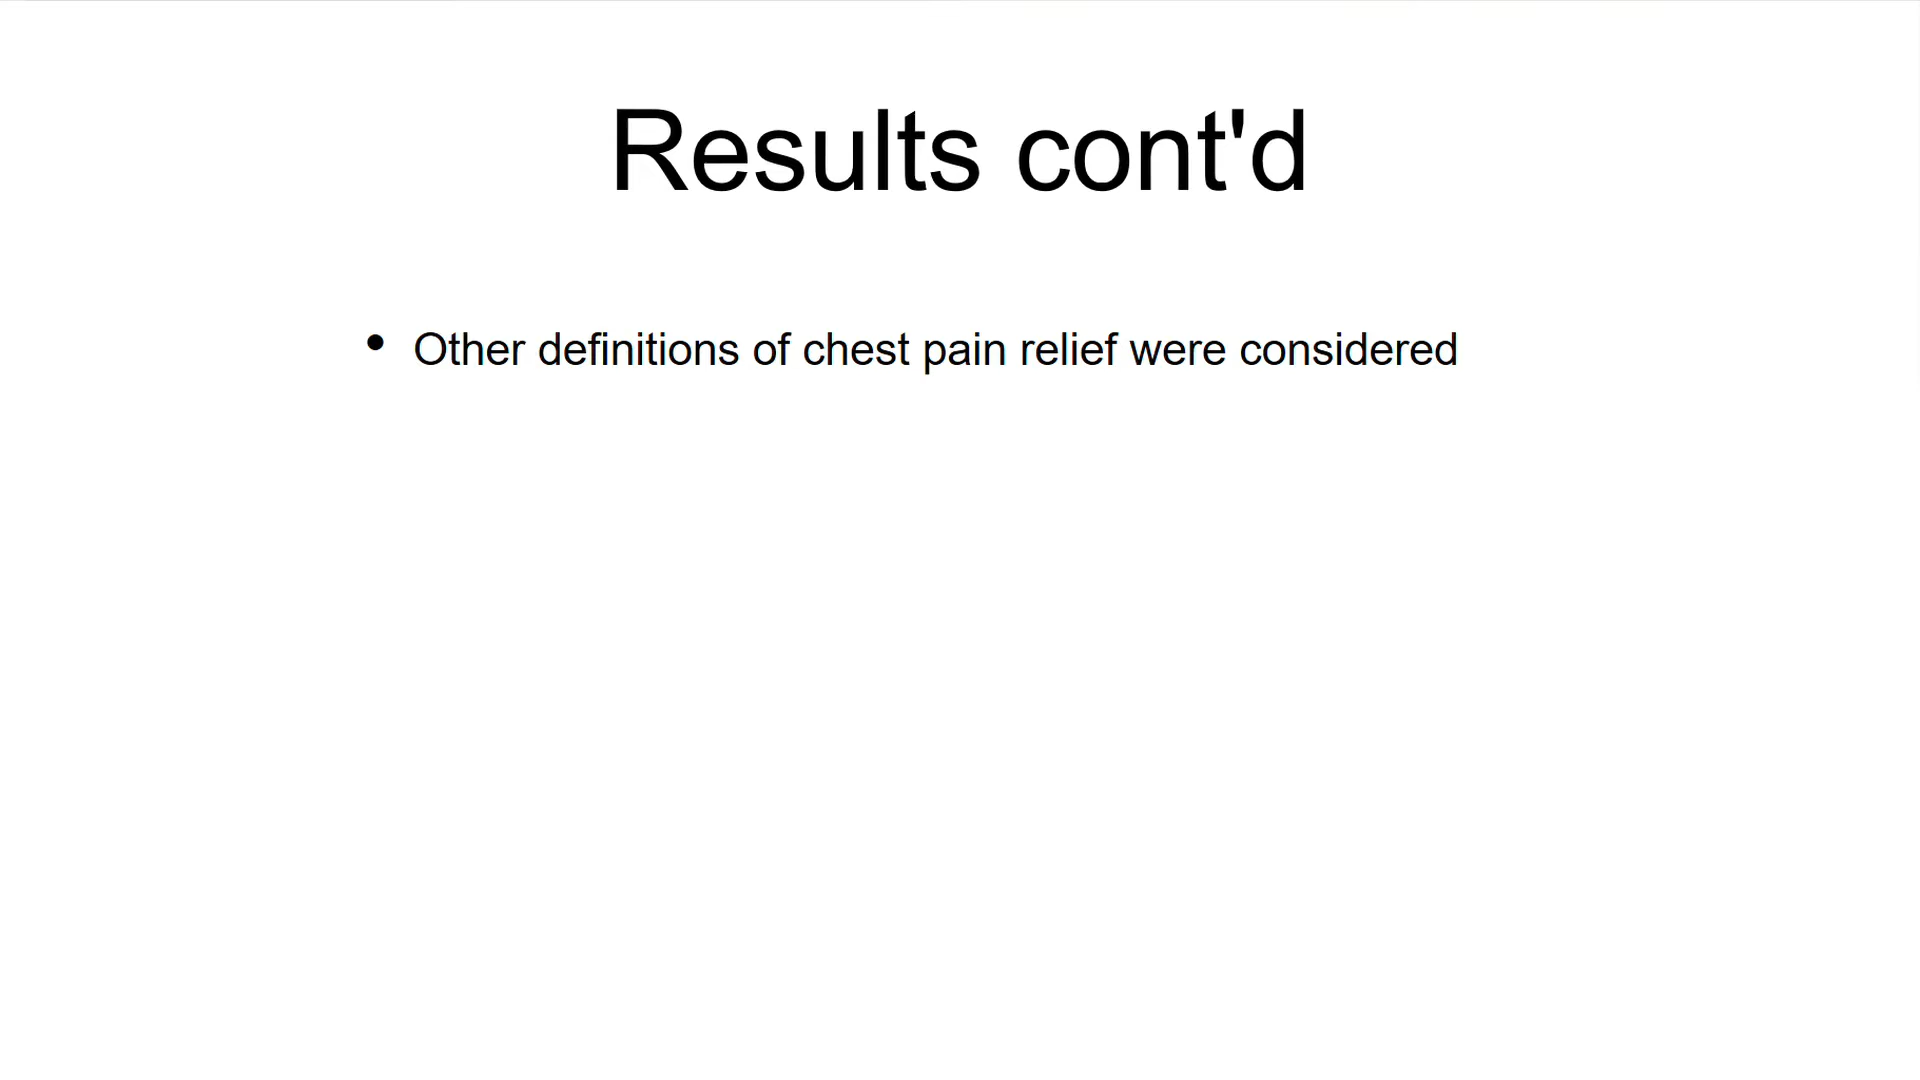 Results cont'd
• Other definitions of chest pain relief were considered